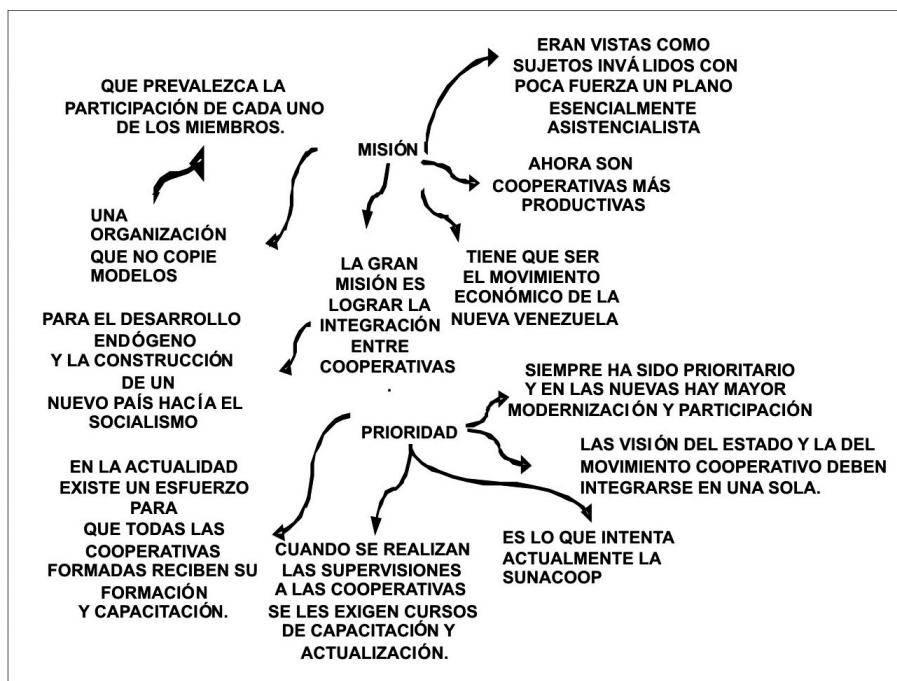 ERAN VISTAS COMO
SUJETOS INVÁLIDOS CON
POCA FUERZA UN PLANO
ESENCIALMENTE
ASISTENCIALISTA
QUE PREVALEZCA LA
PARTICIPACIÓN DE CADA UNO
DE LOS MIEMBROS.
MISIÓN
AHORA SON
COOPERATIVAS MÁS
PRODUCTIVAS
UNA
ORGANIZACIÓN
QUE NO COPIE
MODELOS
LA GRAN
MISIÓN ES
LOGRAR LA
INTEGRACIÓN
ENTRE
COOPERATIVAS
.
TIENE QUE SER
EL MOVIMIENTO
ECONÓMICO DE LA
NUEVA VENEZUELA
PARA EL DESARROLLO
ENDÓGENO
Y LA CONSTRUCCIÓN
DE UN
NUEVO PAÍS HACÍA EL
SOCIALISMO
SIEMPRE HA SIDO PRIORITARIO
Y EN LAS NUEVAS HAY MAYOR
MODERNIZACIÓN Y PARTICIPACIÓN
PRIORIDAD
LAS VISIÓN DEL ESTADO Y LA DEL
MOVIMIENTO COOPERATIVO DEBEN
INTEGRARSE EN UNA SOLA.
EN LA ACTUALIDAD
EXISTE UN ESFUERZO
PARA
QUE TODAS LAS
COOPERATIVAS
FORMADAS RECIBEN SU
FORMACIÓN
Y CAPACITACIÓN.
CUANDO SE REALIZAN
LAS SUPERVISIONES
A LAS COOPERATIVAS
SE LES EXIGEN CURSOS
DE CAPACITACIÓN Y
ACTUALIZACIÓN.
ES LO QUE INTENTA
ACTUALMENTE LA
SUNACOOP